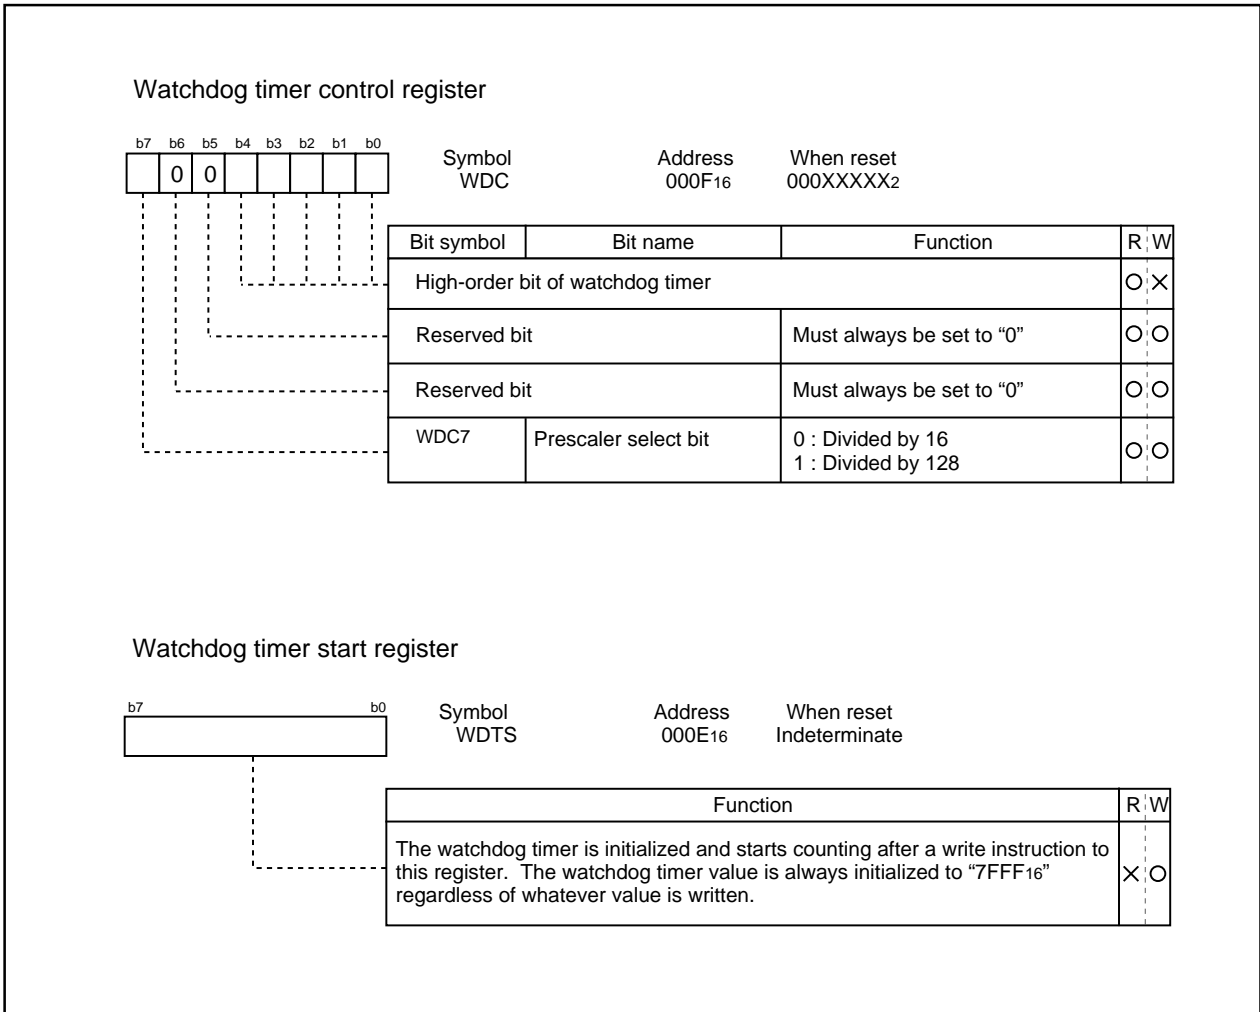 Watchdog timer control register
b7 b6 b5 b4 b3 b2 b1 b0
0 0
Symbol Address When reset
WDC 000F16 000XXXXX2
Bit symbol Bit name Function R W
High-order bit of watchdog timer
Reserved bit Must always be set to “0”
Reserved bit Must always be set to “0”
WDC7 Prescaler select bit 0 : Divided by 16
1 : Divided by 128
Watchdog timer start register
b7 b0
Symbol Address When reset
WDTS 000E16 Indeterminate
Function R W
The watchdog timer is initialized and starts counting after a write instruction to
this register. The watchdog timer value is always initialized to “7FFF16”
regardless of whatever value is written.